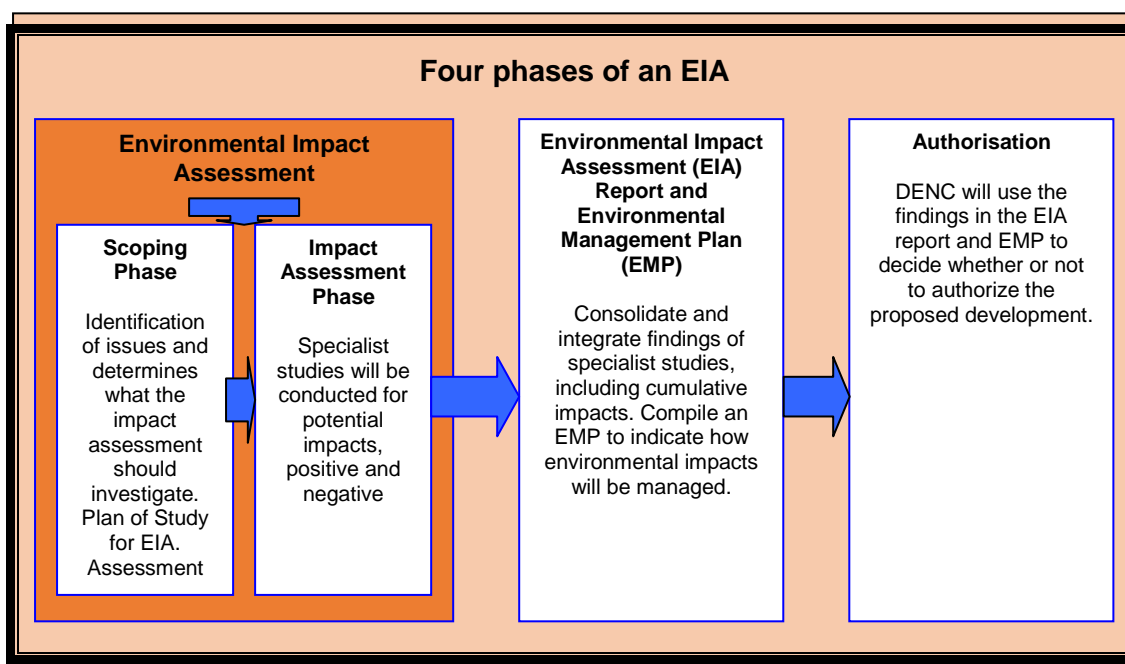 Four phases of an EIA
Environmental Impact
Assessment
Scoping
Phase
Identification
of issues and
determines
what the
impact
assessment
should
investigate.
Plan of Study
for EIA.
Assessment
Impact
Assessment
Phase
Specialist
studies will be
conducted for
potential
impacts,
positive and
negative
Environmental Impact
Assessment (EIA)
Report and
Environmental
Management Plan
(EMP)
Consolidate and
integrate findings of
specialist studies,
including cumulative
impacts. Compile an
EMP to indicate how
environmental impacts
will be managed.
Authorisation
DENC will use the
findings in the EIA
report and EMP to
decide whether or not
to authorize the
proposed development.